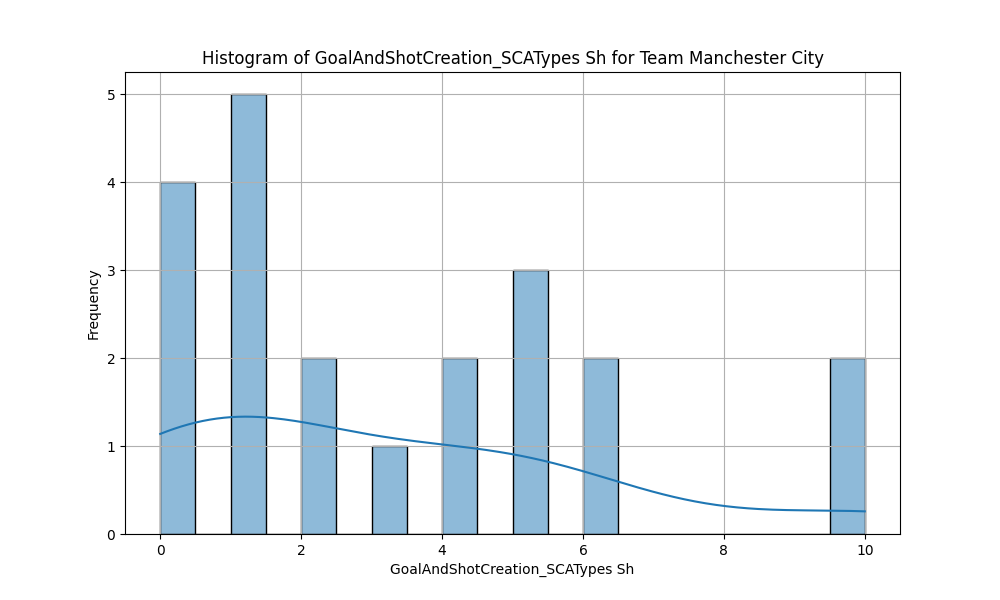 Histogram of GoalAndShotCreation_SCATypes Sh for Team Manchester City
5
4
3
2
1
0
Frequency
0 2 4 6 8 10
GoalAndShotCreation_SCATypes Sh